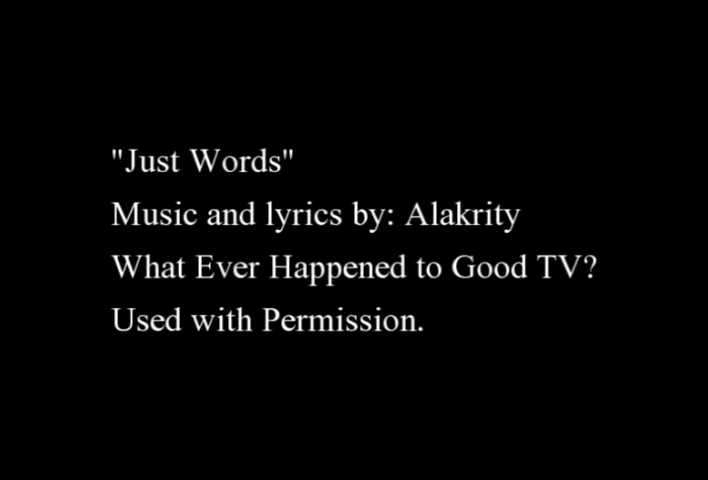 "Just Words"
Music and lyrics by: Alakrity
What Ever Happened to Good TV?
Used with Permission.